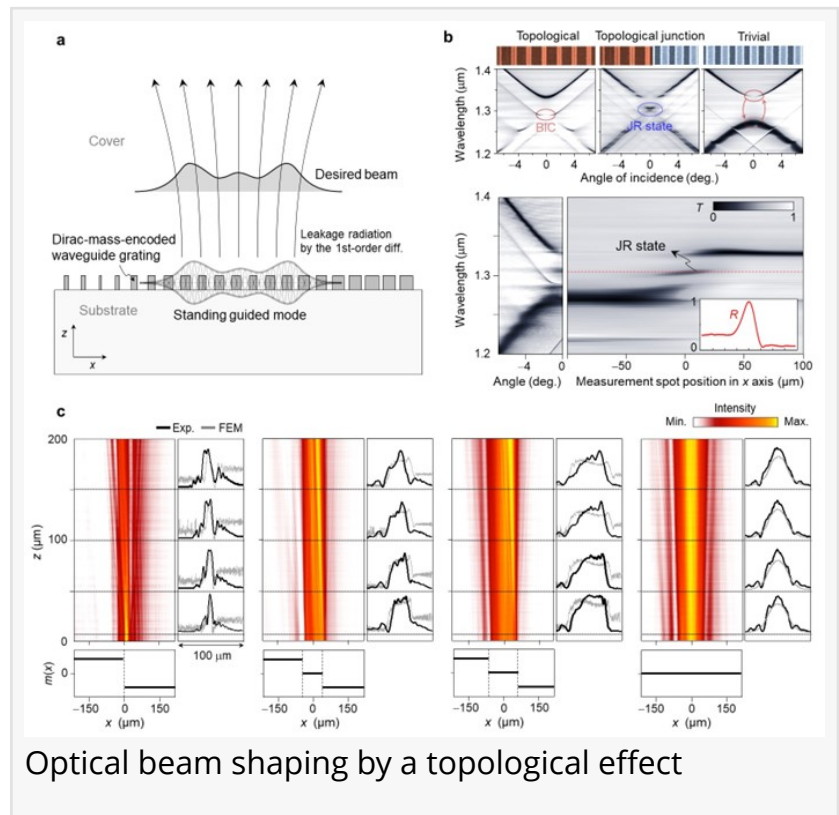 a
Cover
Desired beam
Dirac-mass-encoded
waveguide grating
Leakage radiation
by the 1st-order diff.
Substrate
Standing guided mode
z
x
b
Topological Topological junction Trivial
Wavelength (μm)
1.4
1.3
1.2
BIC
JR state
−4 0 4 −4 0 4 −4 0 4
Angle of incidence (deg.)
Wavelength (μm)
1.4
1.3
1.2
T
0 1
JR state
1
R
0
−4 0 −50 0 50 100
Angle (deg.) Measurement spot position in x axis (μm)
c
Exp. FEM
Intensity
Min. Max.
z (μm)
200
100
0
100 μm
m(x)
0
−150 0 150 −150 0 150 −150 0 150 −150 0 150
x (μm) x (μm) x (μm) x (μm)
Optical beam shaping by a topological effect